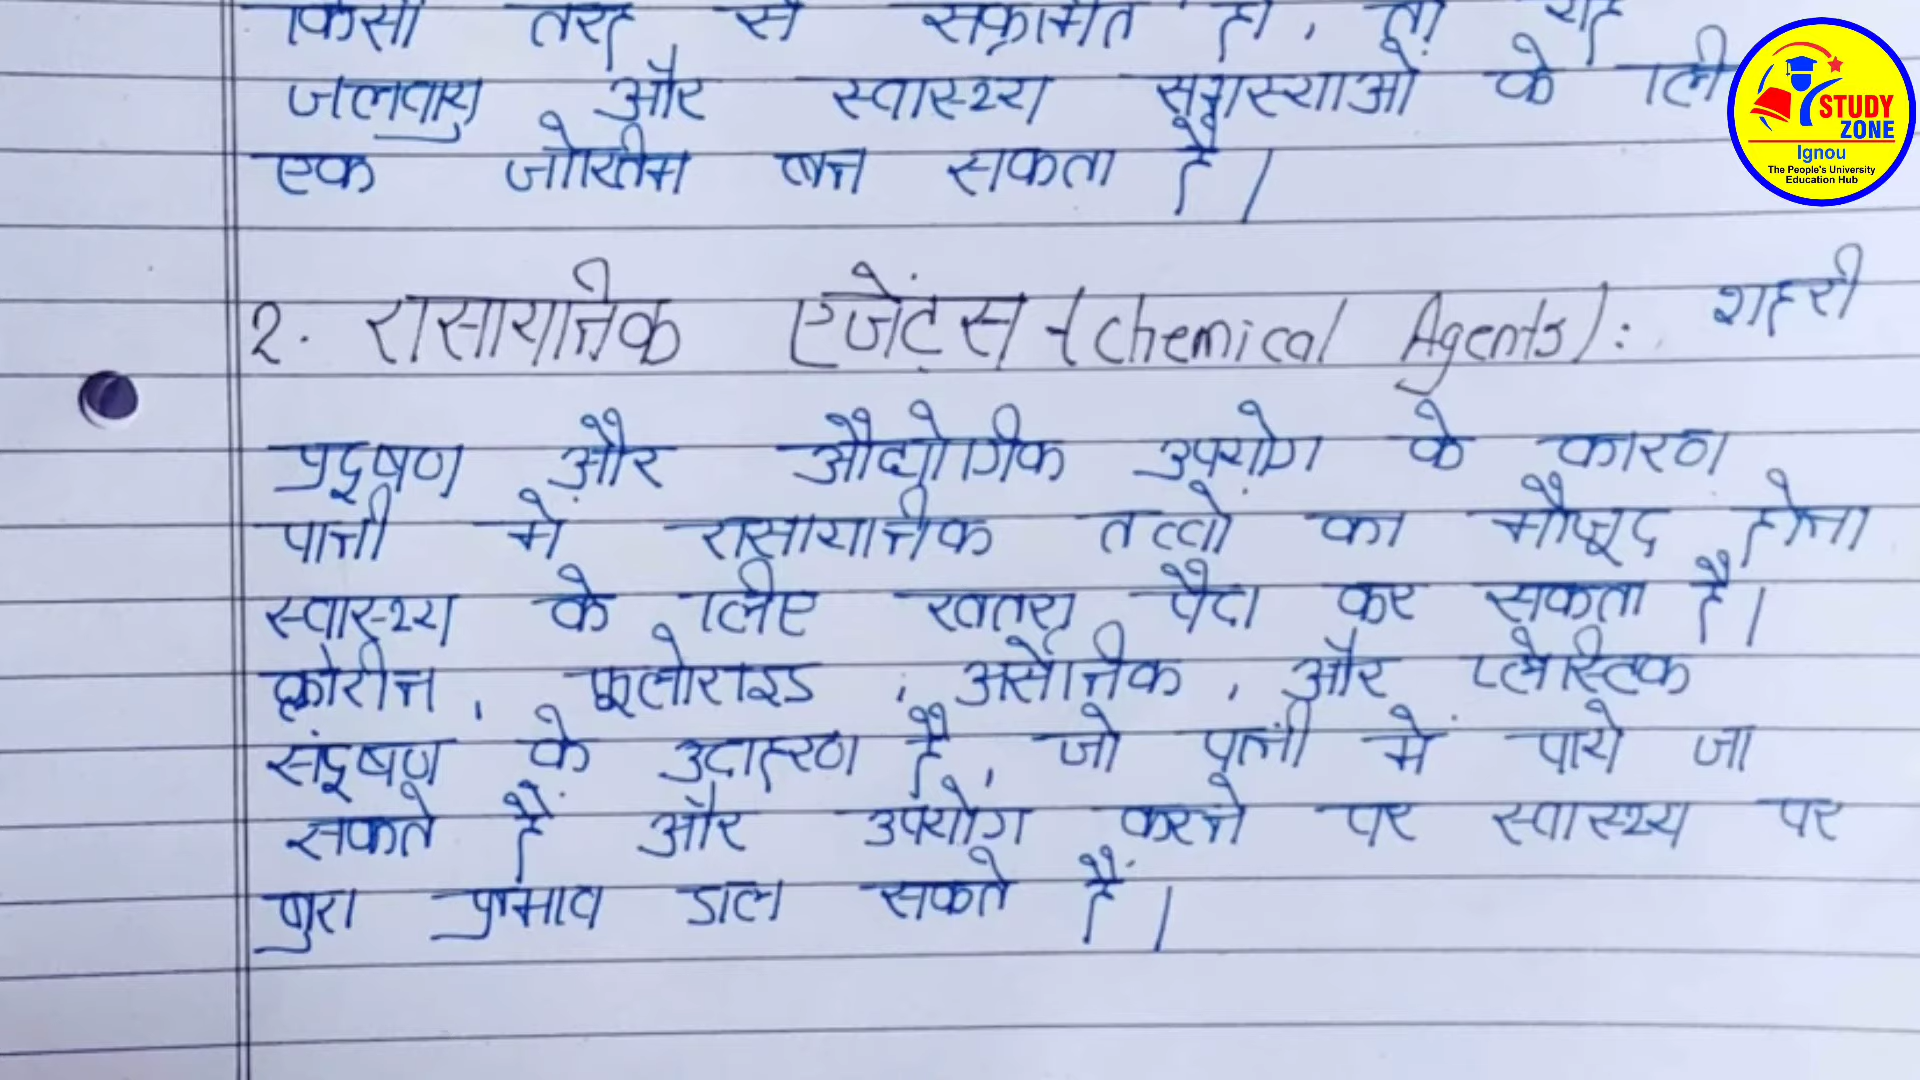 किसी तरह से संक्रमित हो, तो यह
जलवायु और स्वास्थ्य समस्याओं के लि
एक जोखिम बन सकता है।
2. रासायनिक एजेंट्स - (Chemical Agents): शहरी
प्रदूषण और औद्योगिक उपयोग के कारण
पानी में रासायनिक तत्वों का मौजूद होना
स्वास्थ्य के लिए खतरा पैदा कर सकता है।
क्लोरीन, फ्लोराइड, अर्सेनिक, और प्लैस्टिक
संदूषण के उदाहरण है, जो पानी में पाये जा
सकते हैं और उपयोग करने पर स्वास्थ्य पर
बुरा प्रभाव डाल सकते हैं।
STUDY
ZONE
Ignou
The People's University
Education Hub